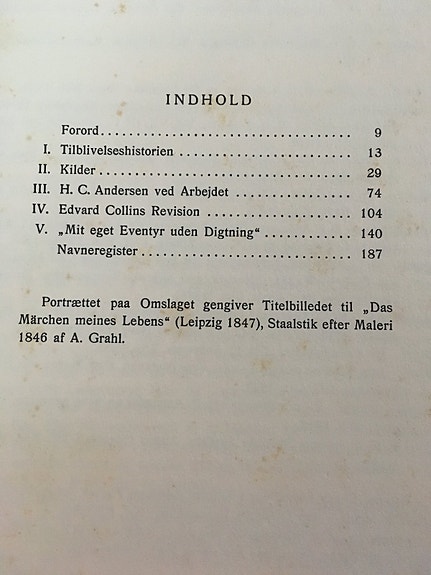 INDHOLD
Forord................................... 9
I. Tilblivelseshistorien .......................... 13
II. Kilder.................................... 29
III. H. C. Andersen ved Arbejdet ................. 74
IV. Edvard Collins Revision ..................... 104
V. „Mit eget Eventyr uden Digtning“ ............. 140
Navneregister.............................. 187
Portrættet paa Omslaget gengiver Titelbilledet til „Das
Märchen meines Lebens“ (Leipzig 1847), Staalstik efter Maleri
1846 af A. Grahl.